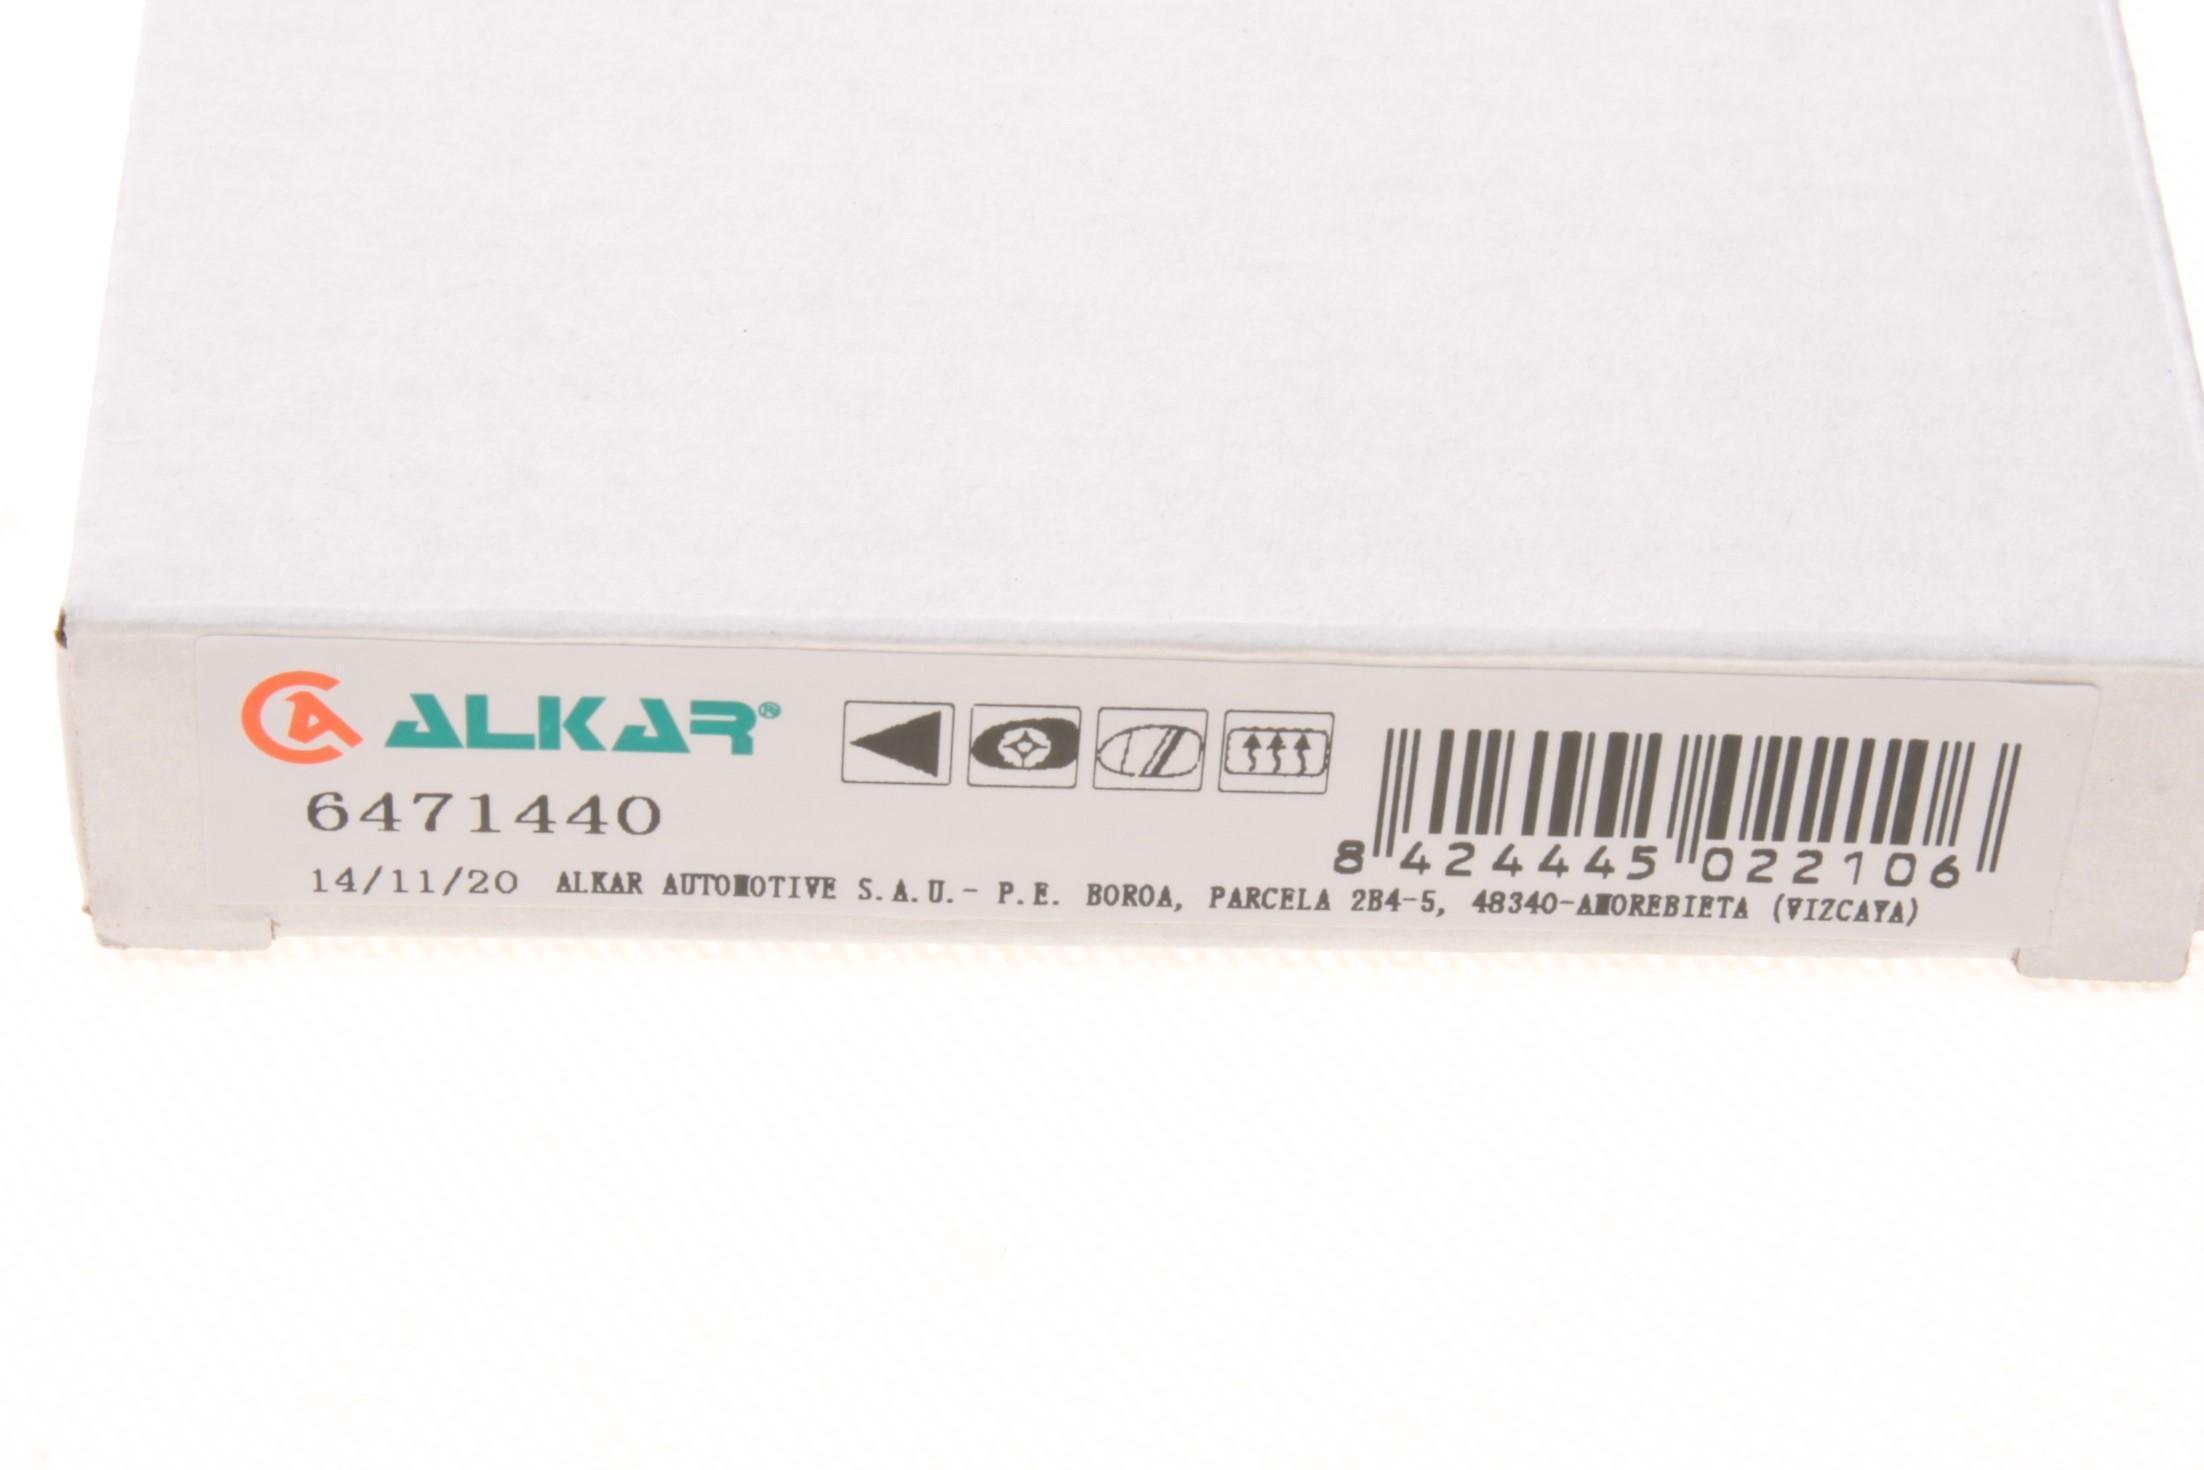 ALKAR®
6471440
8 424445 022106
14/11/20 ALKAR AUTOMOTIVE S.A.U.- P.E. BOROA, PARCELA 2B4-5, 48340-AMOREBIETA (VIZCAYA)